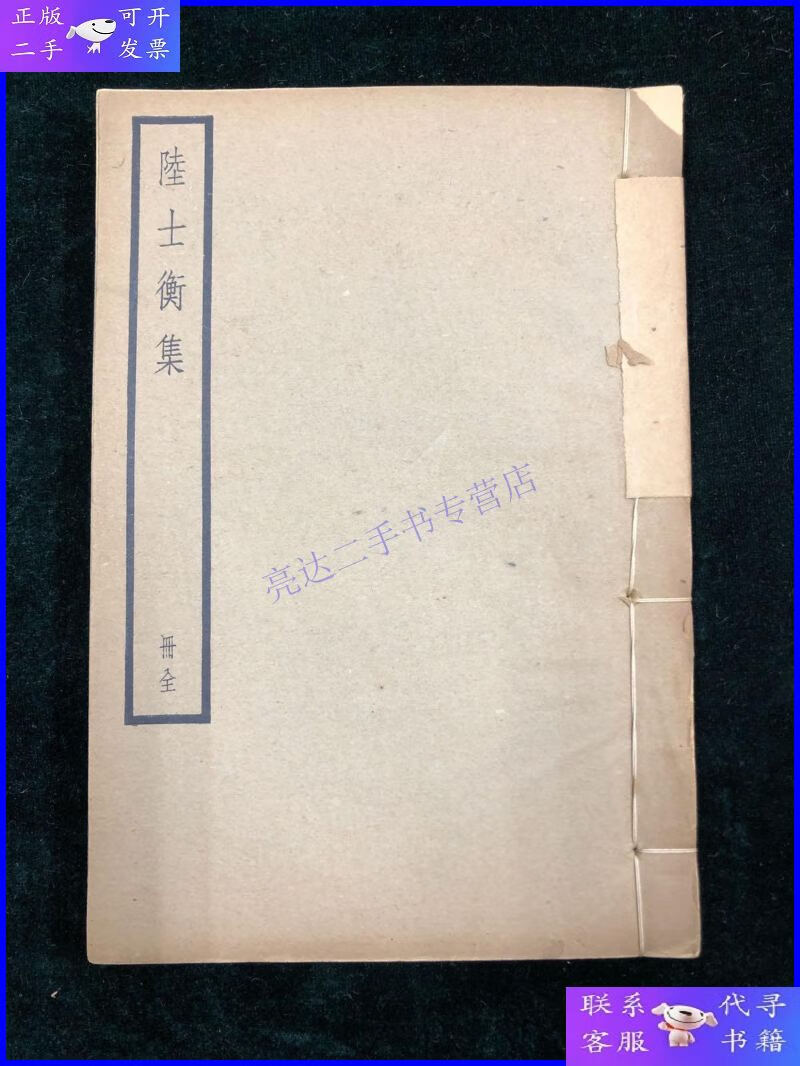 正版 可开
二手 发票
陸士衡集
冊全
亮达二手书专营店
联系 代寻
客服 书籍